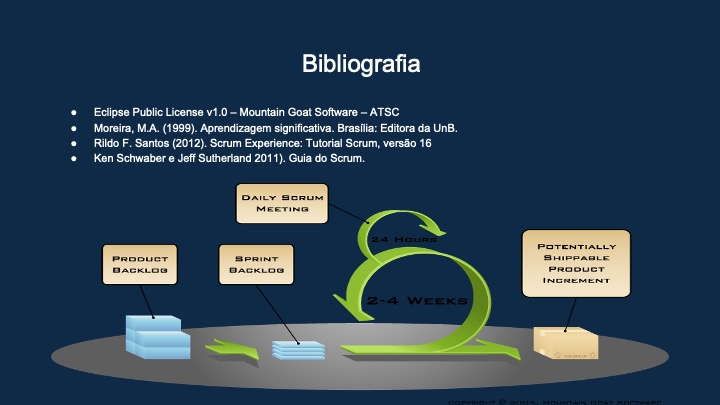 Bibliografia
● Eclipse Public License v1.0 – Mountain Goat Software – ATSC
● Moreira, M.A. (1999). Aprendizagem significativa. Brasília: Editora da UnB.
● Rildo F. Santos (2012). Scrum Experience: Tutorial Scrum, versão 16
● Ken Schwaber e Jeff Sutherland 2011). Guia do Scrum.
Daily Scrum
Meeting
24 Hours
Product
Backlog
Sprint
Backlog
Potentially
Shippable
Product
Increment
2-4 Weeks
Copyright © 2005, Mountain Goat Software